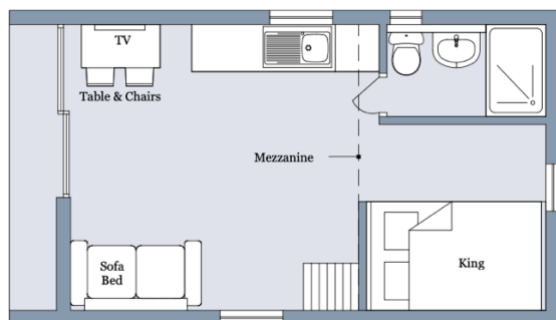 TV
Table & Chairs
Mezzanine
Sofa
Bed
King